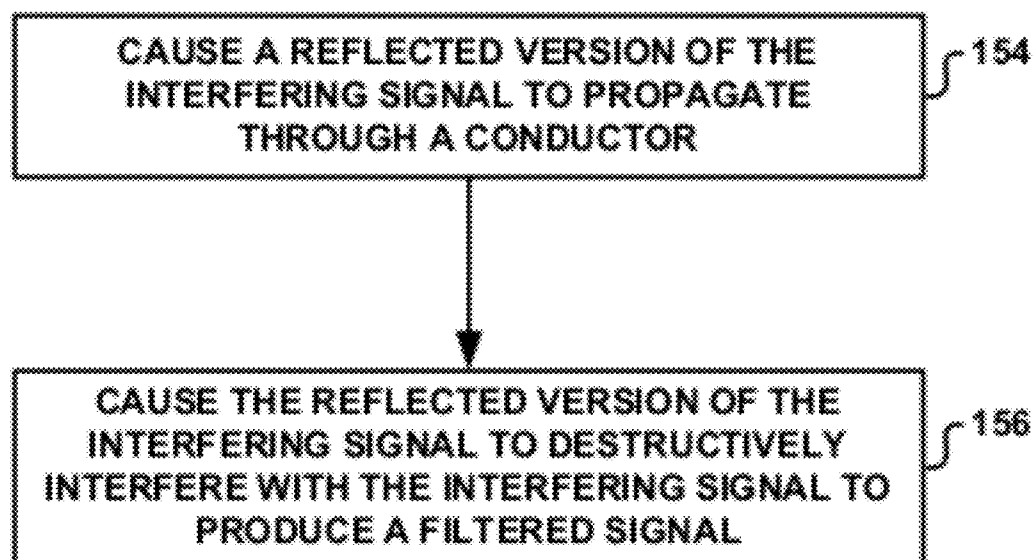 CAUSE A REFLECTED VERSION OF THE
INTERFERING SIGNAL TO PROPAGATE
THROUGH A CONDUCTOR
154
CAUSE THE REFLECTED VERSION OF THE
INTERFERING SIGNAL TO DESTRUCTIVELY
INTERFERE WITH THE INTERFERING SIGNAL TO
PRODUCE A FILTERED SIGNAL
156